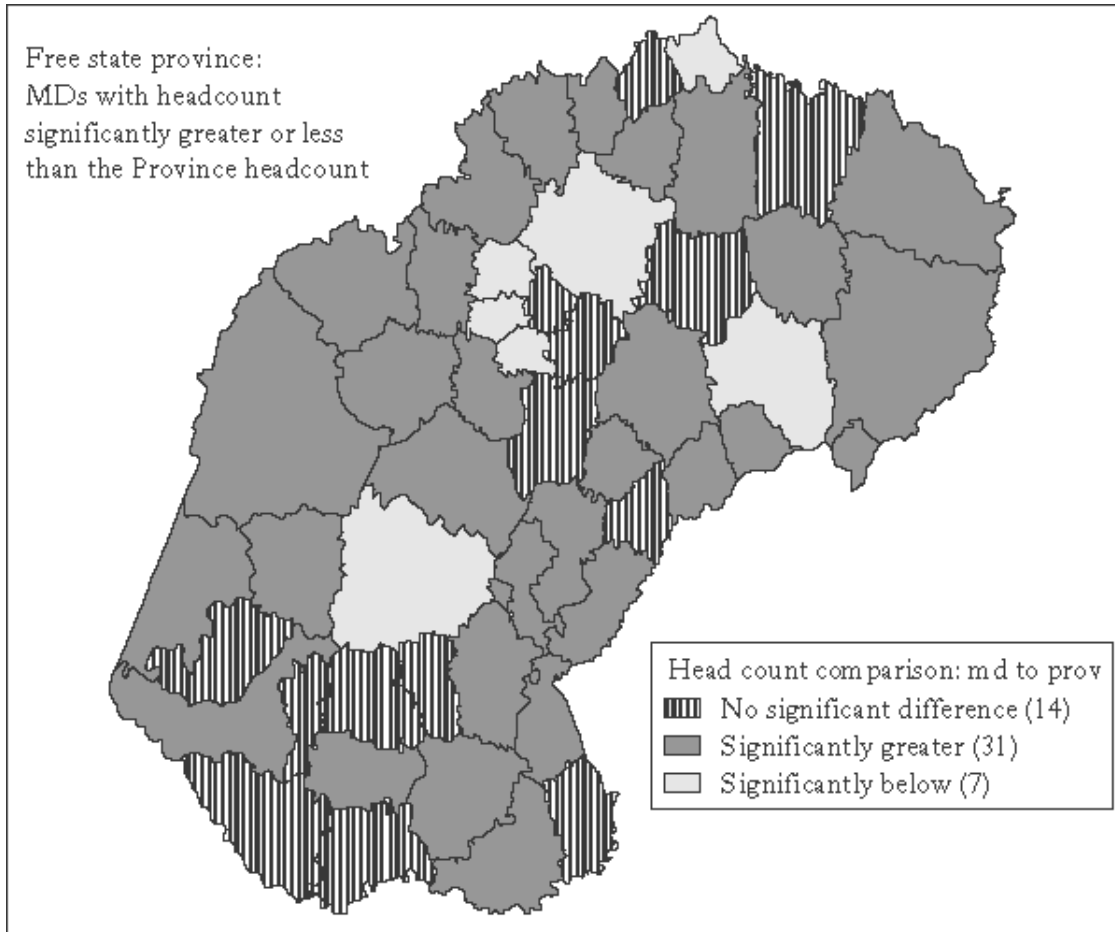 Free state province:
MDs with headcount
significantly greater or less
than the Province headcount
Head count comparison: md to prov
No significant difference (14)
Significantly greater (31)
Significantly below (7)